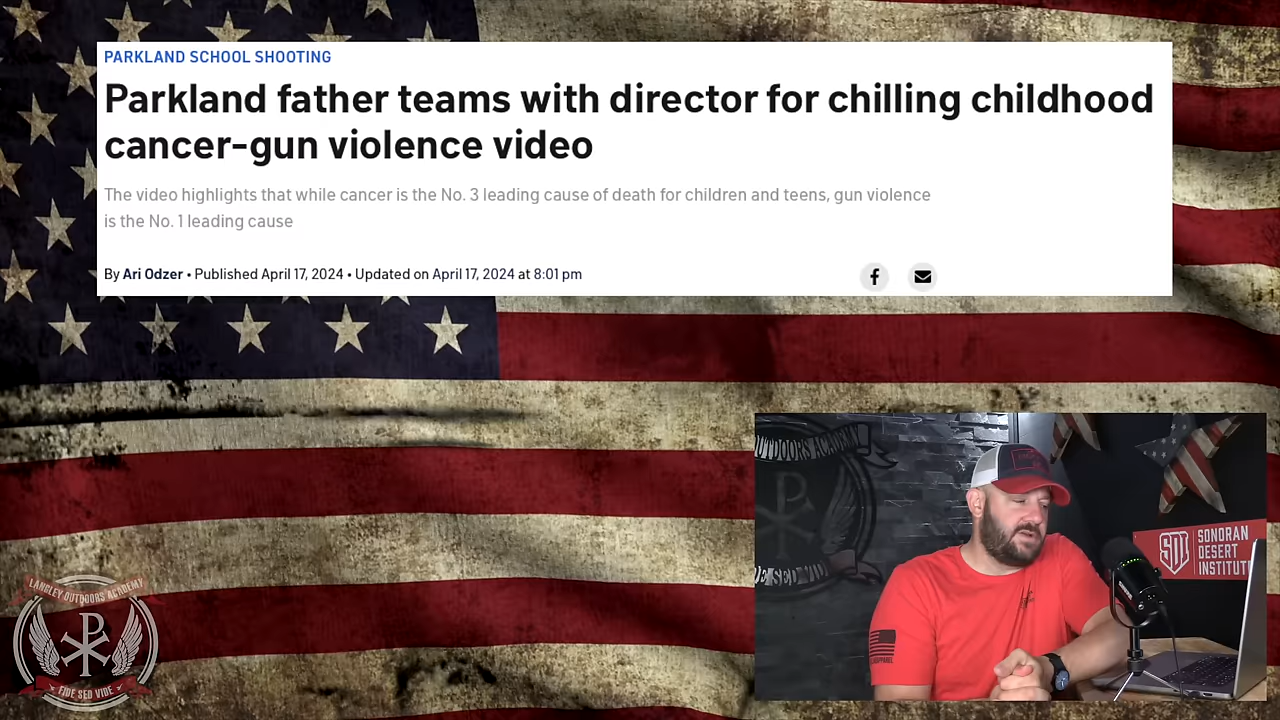 PARKLAND SCHOOL SHOOTING
Parkland father teams with director for chilling childhood
cancer-gun violence video
The video highlights that while cancer is the No. 3 leading cause of death for children and teens, gun violence
is the No. 1 leading cause
By Ari Odzer • Published April 17, 2024 • Updated on April 17, 2024 at 8:01 pm
SDI
SONORAN
DESERT
INSTITUT
LANGLEY OUTDOORS ACADEMY
FIDE SED VIDE